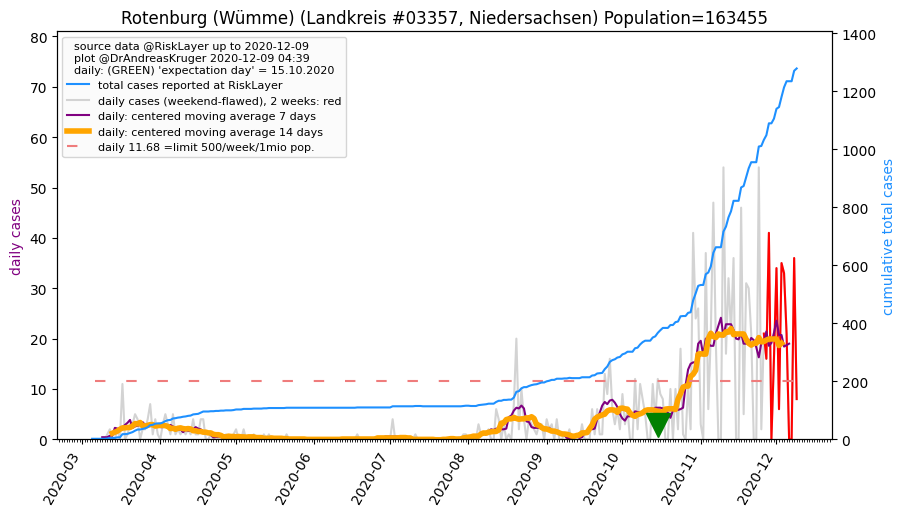 Rotenburg (Wümme) (Landkreis #03357, Niedersachsen) Population=163455
source data @RiskLayer up to 2020-12-09
plot @DrAndreasKruger 2020-12-09 04:39
daily: (GREEN) 'expectation day' = 15.10.2020
total cases reported at RiskLayer
daily cases (weekend-flawed), 2 weeks: red
daily: centered moving average 7 days
daily: centered moving average 14 days
daily 11.68 =limit 500/week/1mio pop.
daily cases
80
70
60
50
40
30
20
10
0
cumulative total cases
1400
1200
1000
800
600
400
200
0
2020-03
2020-04
2020-05
2020-06
2020-07
2020-08
2020-09
2020-10
2020-11
2020-12